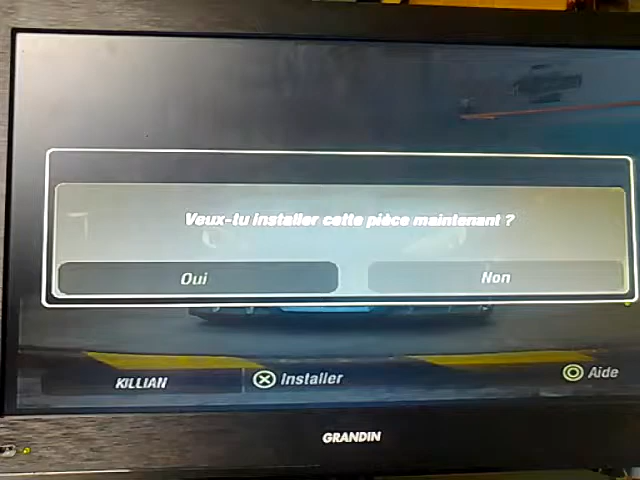 Veux-tu installer cette pièce maintenant ?
Oui
Non
KILLIAN
Installer
Aide
GRANDIN